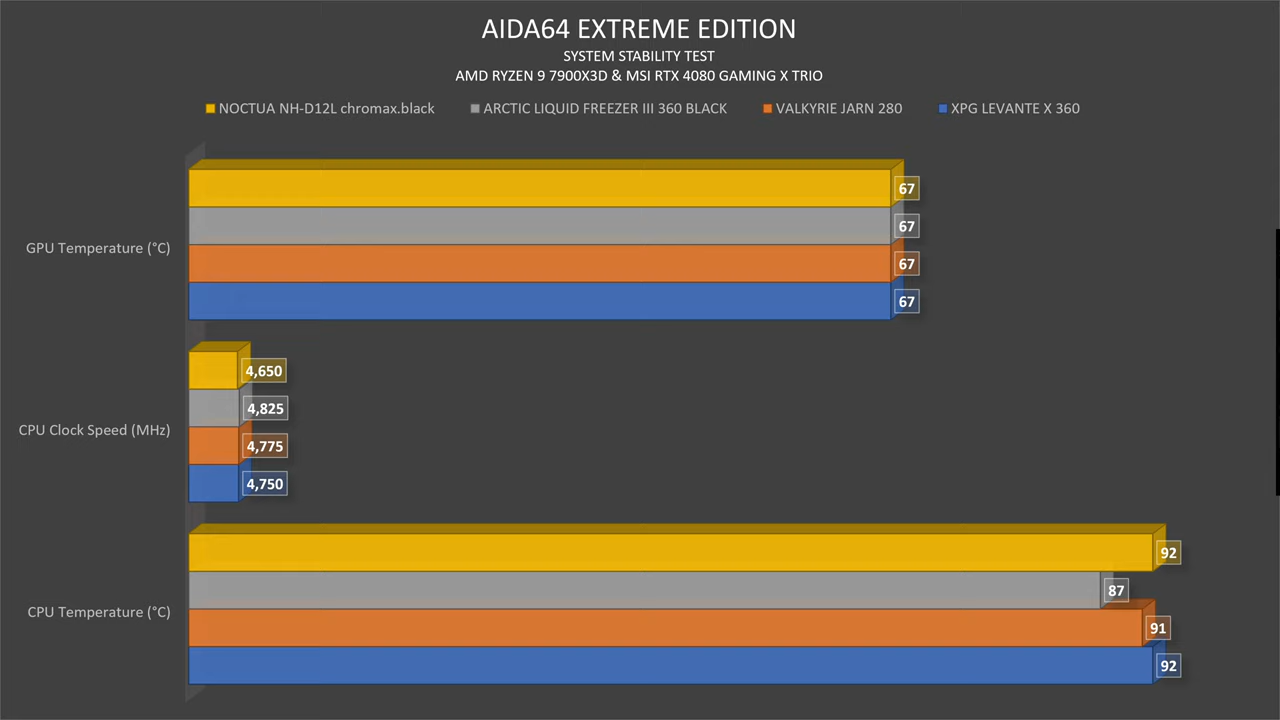 AIDA64 EXTREME EDITION
SYSTEM STABILITY TEST
AMD RYZEN 9 7900X3D & MSI RTX 4080 GAMING X TRIO
NOCTUA NH-D12L chromax.black ARCTIC LIQUID FREEZER III 360 BLACK VALKYRIE JARN 280 XPG LEVANTE X 360
67
67
GPU Temperature (°C)
67
67
4,650
4,825
CPU Clock Speed (MHz)
4,775
4,750
92
87
CPU Temperature (°C)
91
92